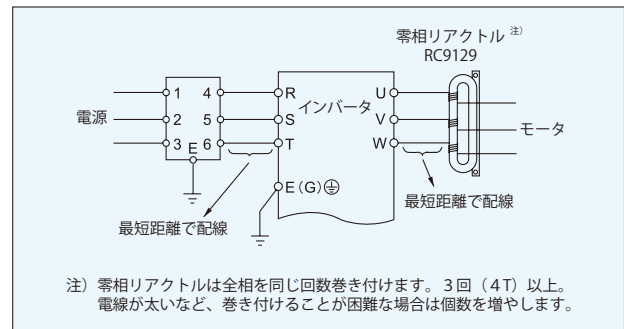 零相リアクトル 注)
RC9129
電源
1 4
2 5
3 6
E
R
S
T
インバータ
U
V
W
E(G)
モータ
最短距離で配線
最短距離で配線
注) 零相リアクトルは全相を同じ回数巻き付けます。3回(4T)以上。
電線が太いなど、巻き付けることが困難な場合は個数を増やします。